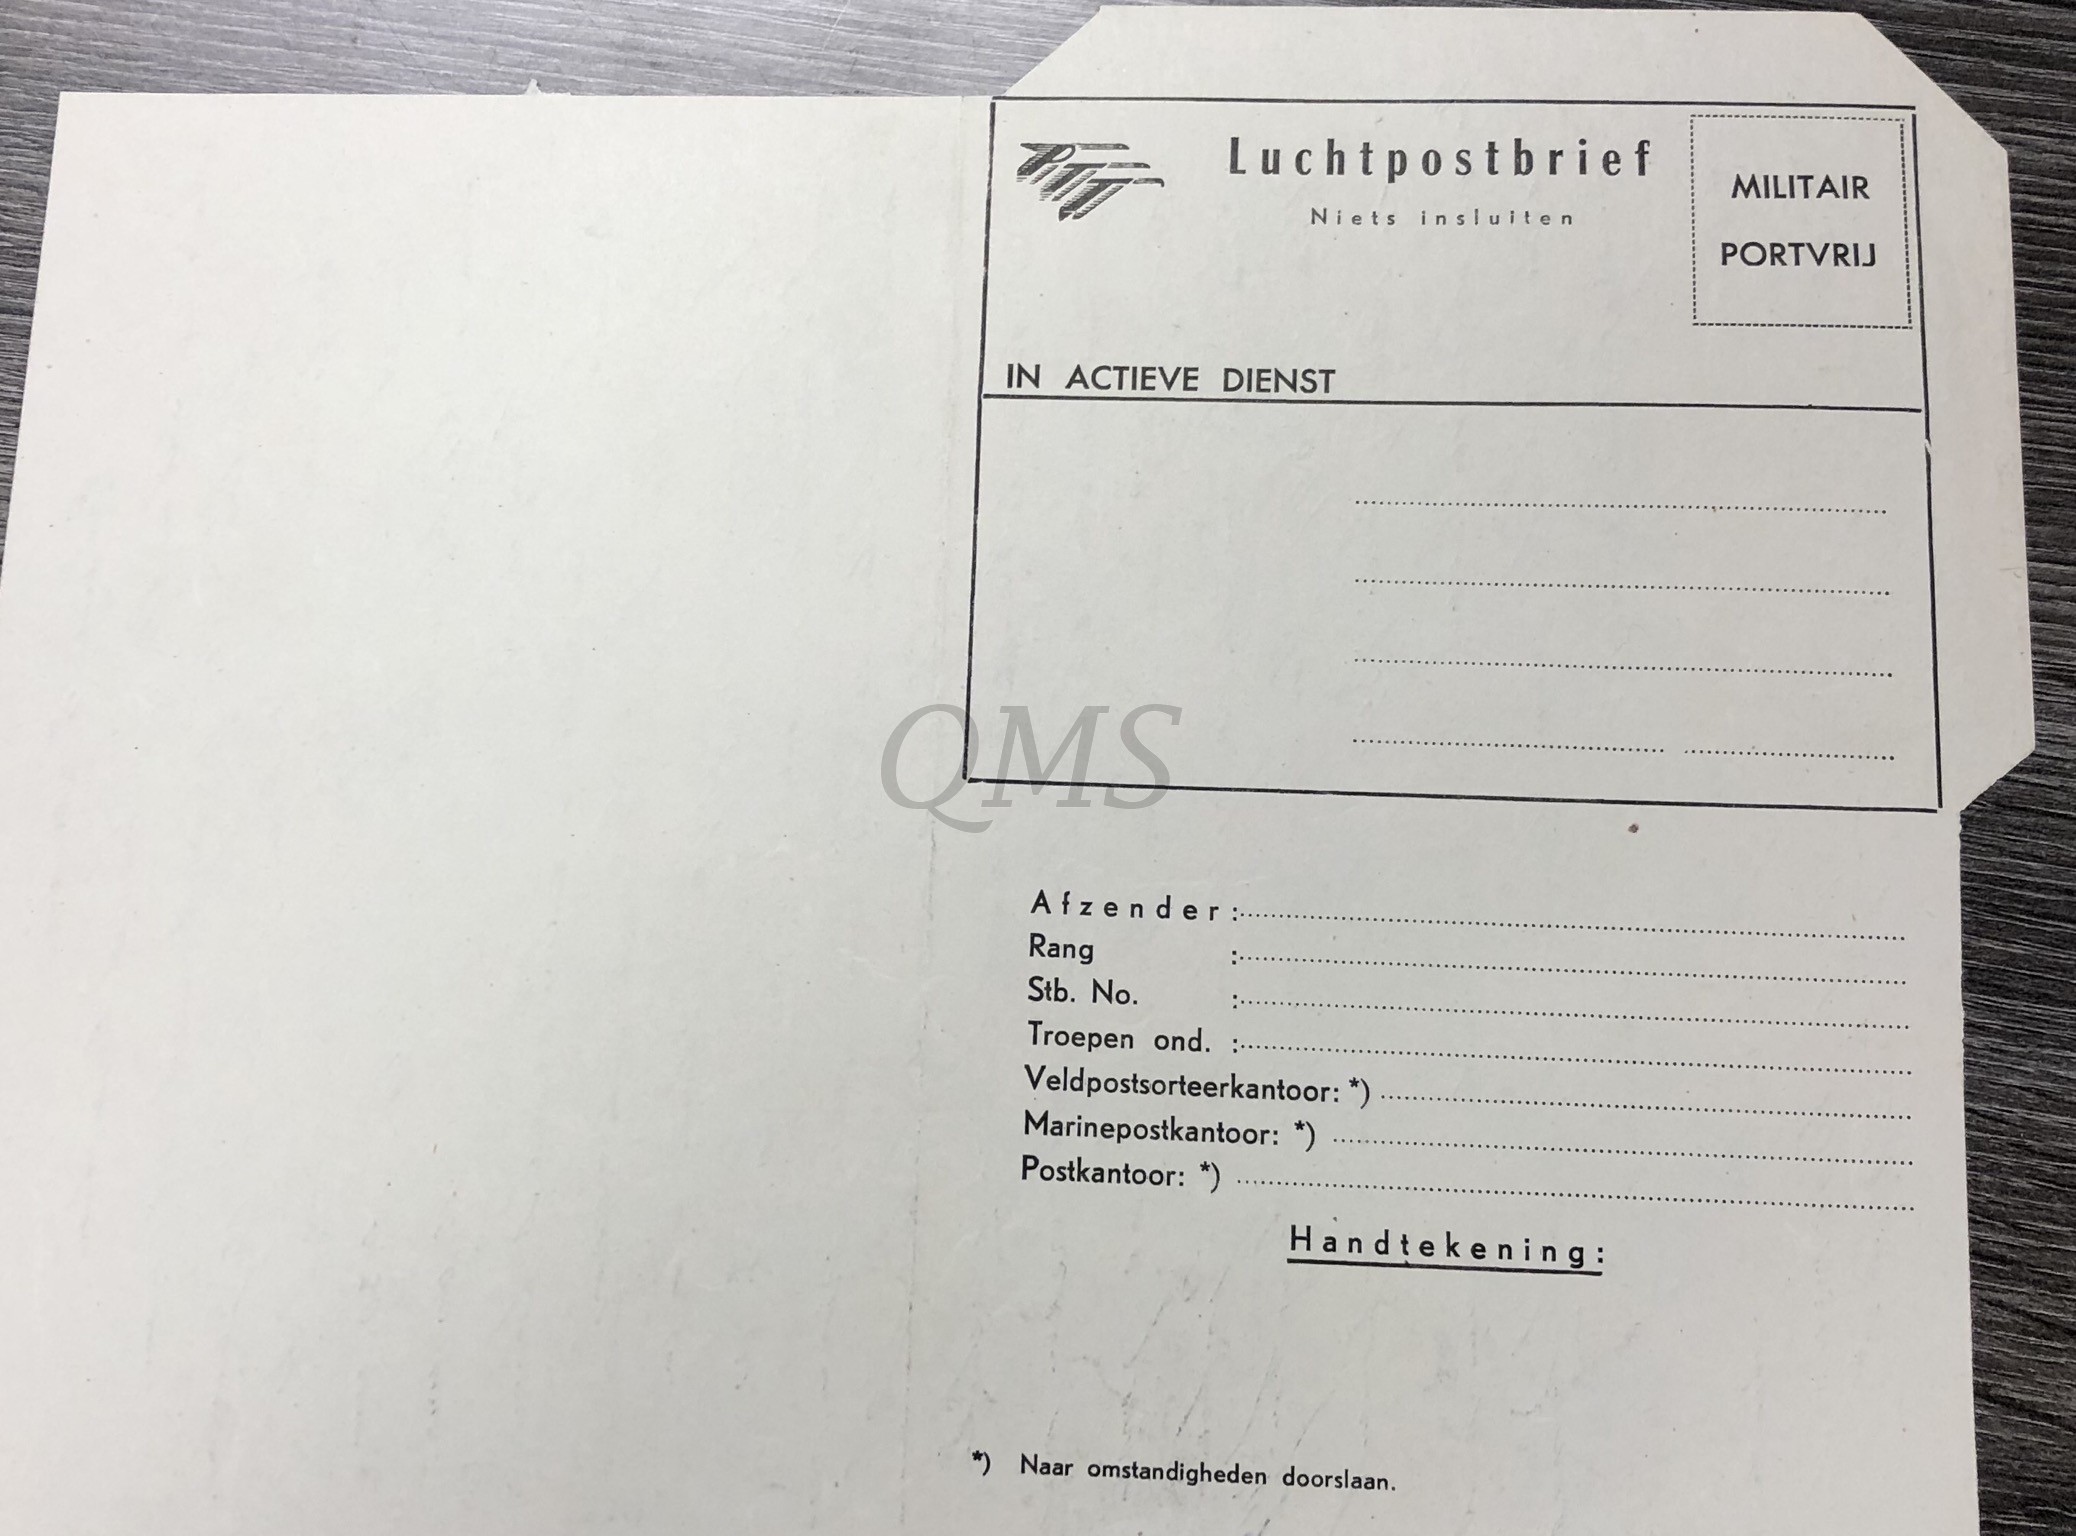 PTT
Luchtpostbrief
Niets insluiten
MILITAIR
PORTVRIJ
IN ACTIEVE DIENST
QMS
Afzender:
Rang :
Stb. No. :
Troepen ond. :
Veldpostsorteerkantoor: *)
Marinepostkantoor: *)
Postkantoor: *)
Handtekening:
*) Naar omstandigheden doorslaan.